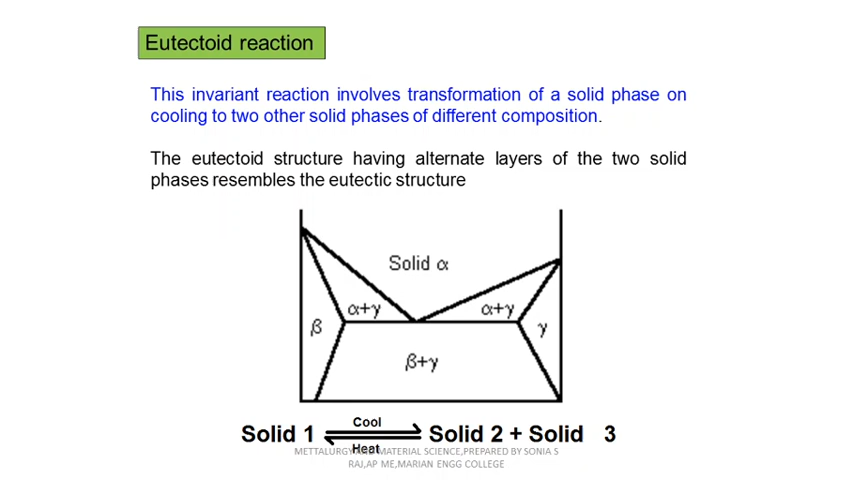 Eutectoid reaction
This invariant reaction involves transformation of a solid phase on
cooling to two other solid phases of different composition.
The eutectoid structure having alternate layers of the two solid
phases resembles the eutectic structure
Solid α
α+γ
α+γ
β
γ
β+γ
Cool
Solid 1 Solid 2 + Solid 3
Heat
METTALURGY AND MATERIAL SCIENCE,PREPARED BY SONIA S
RAJ,AP ME,MARIAN ENGG COLLEGE